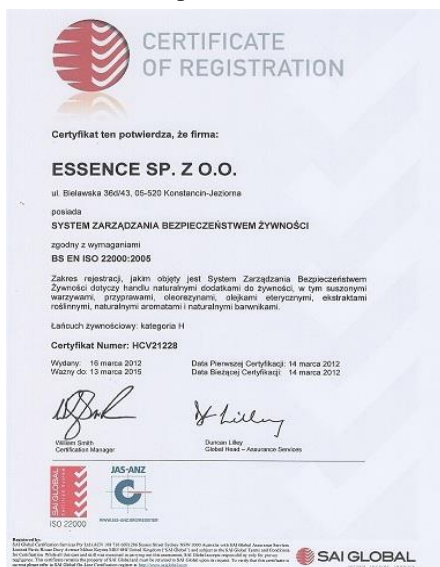 CERTIFICATE
OF REGISTRATION
Certyfikat ten potwierdza, że firma:
ESSENCE SP. Z O.O.
ul. Bielawska 36d/43, 05-520 Konstancin-Jeziorna
posiada
SYSTEM ZARZĄDZANIA BEZPIECZEŃSTWEM ŻYWNOŚCI
zgodny z wymaganiami
BS EN ISO 22000:2005
Zakres rejestracji, jakim objęty jest System Zarządzania Bezpieczeństwem
Żywności dotyczy handlu naturalnymi dodatkami do żywności, w tym suszonymi
warzywami, przyprawami, oleorezynami, olejkami eterycznymi, ekstraktami
roślinnymi, naturalnymi aromatami i naturalnymi barwnikami.
Łańcuch żywnościowy: kategoria H
Certyfikat Numer: HCV21228
Wydany: 16 marca 2012 Data Pierwszej Certyfikacji: 14 marca 2012
Ważny do: 13 marca 2015 Data Bieżącej Certyfikacji: 14 marca 2012
William Smith Duncan Lilley
Certification Manager Global Head – Assurance Services
SAI GLOBAL
ISO 22000
JAS-ANZ
Registered by:
SAI GLOBAL